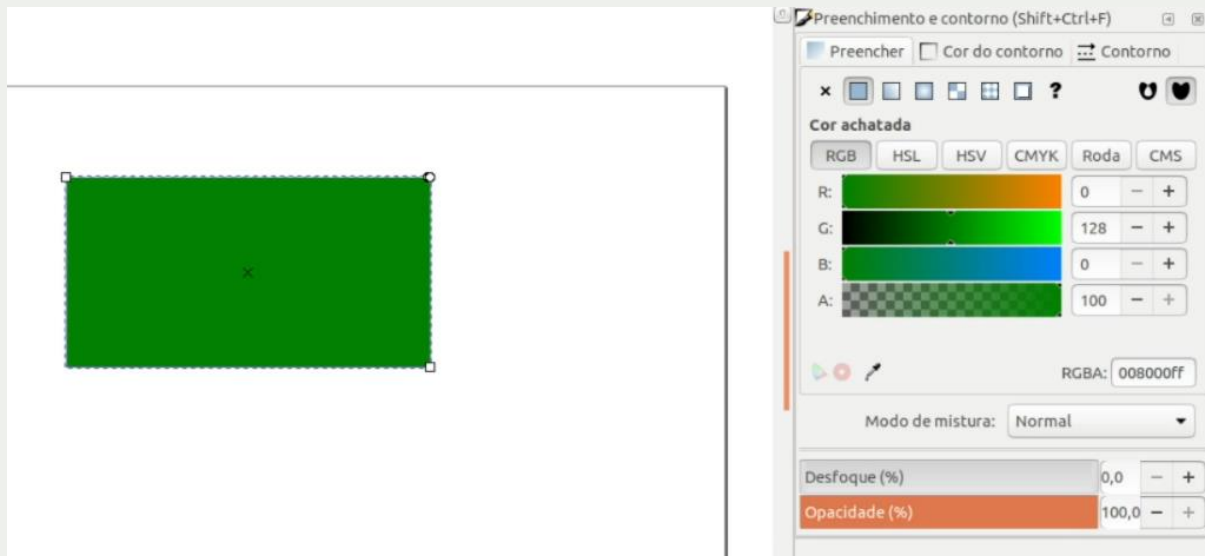 Preenchimento e contorno (Shift+Ctrl+F)
Preencher Cor do contorno Contorno
?
Cor achatada
RGB HSL HSV CMYK Roda CMS
R: 0 − +
G: 128 − +
B: 0 − +
A: 100 − +
RGBA: 008000ff
Modo de mistura: Normal
Desfoque (%) 0,0 − +
Opacidade (%) 100,0 − +